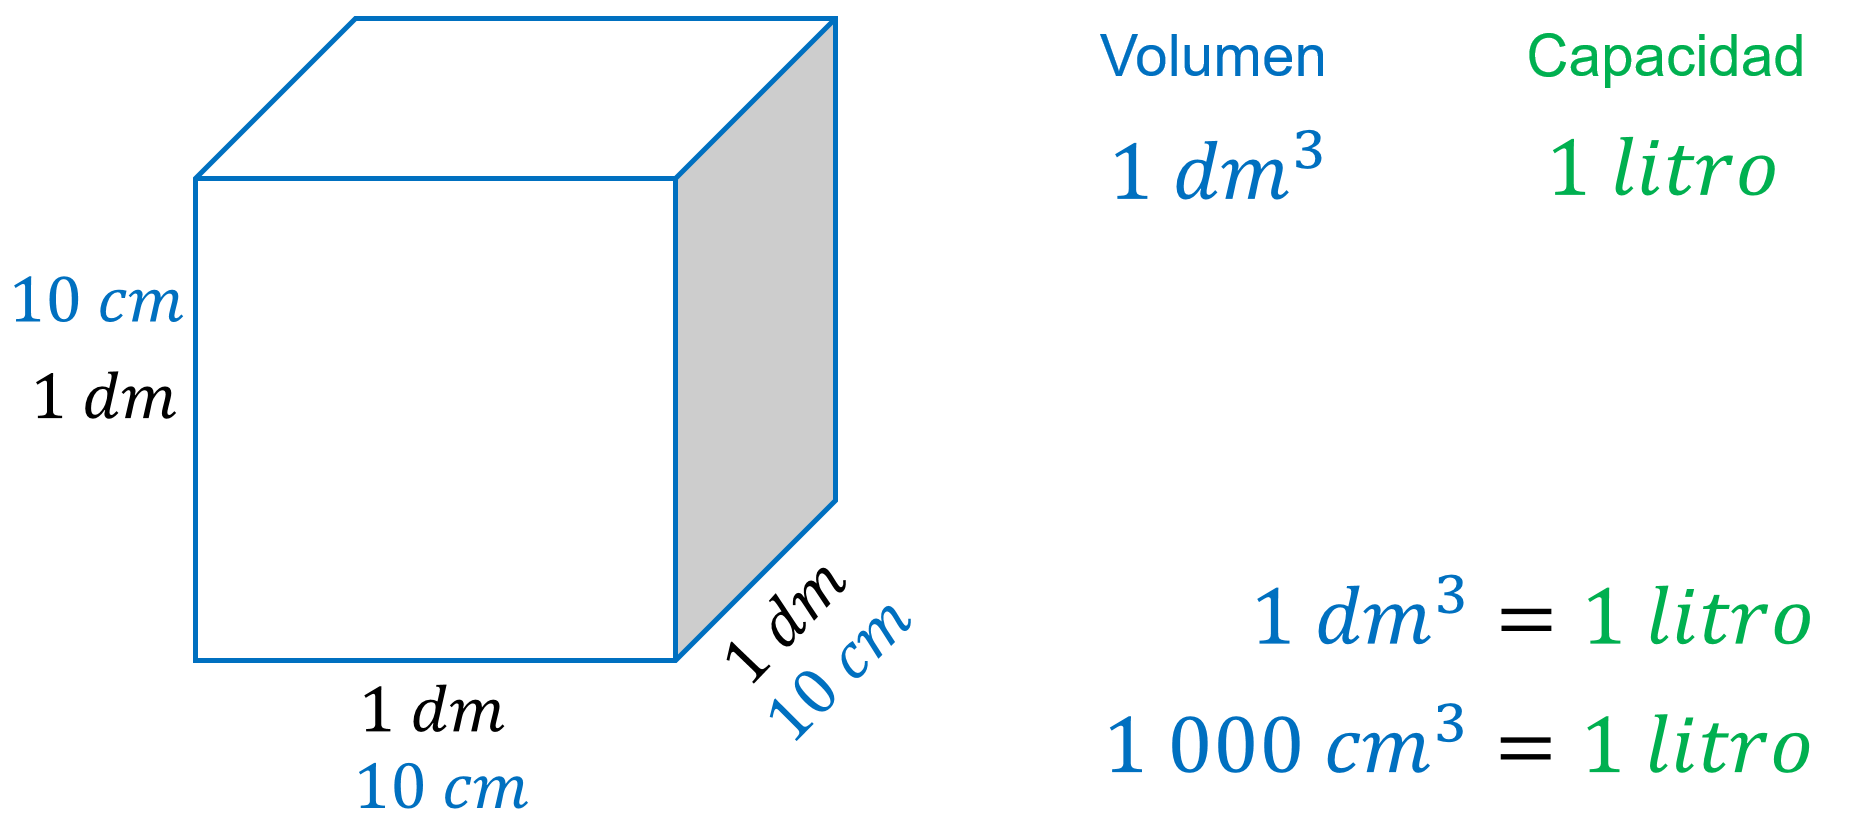 Volumen Capacidad
1 dm³ 1 litro
10 cm
1 dm
1 dm
10 cm
1 dm
10 cm
1 dm³ = 1 litro
1 000 cm³ = 1 litro